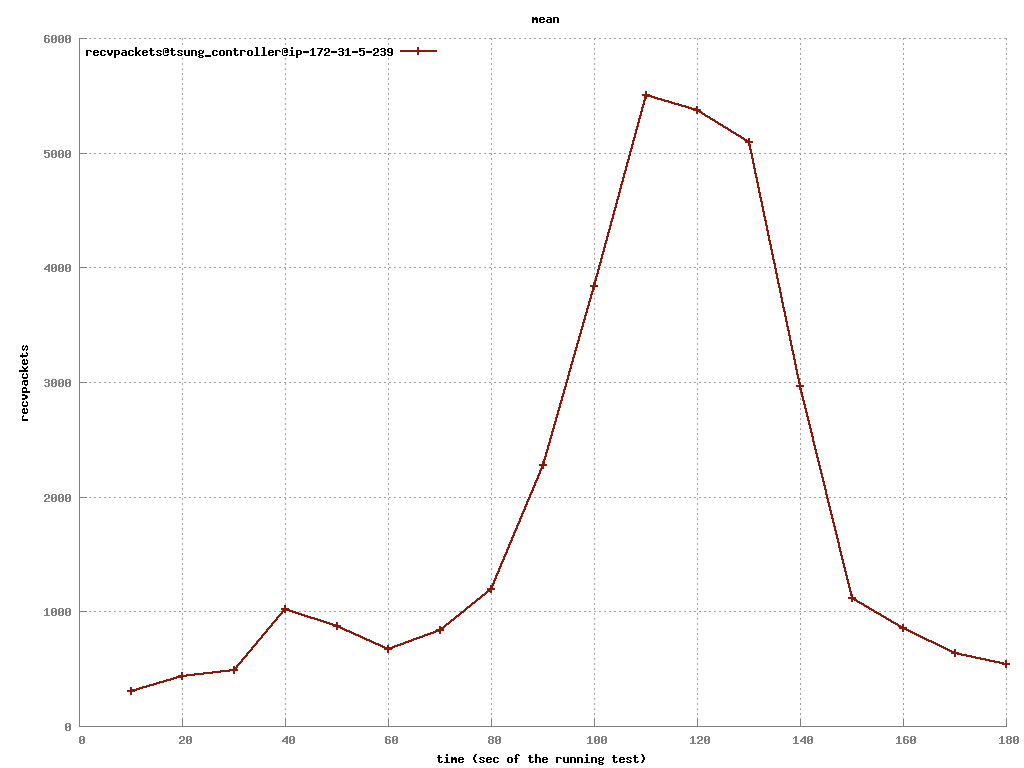 mean
recvpackets@tsung_controller@ip-172-31-5-239
6000
5000
4000
3000
2000
1000
0
recvpackets
0 20 40 60 80 100 120 140 160 180
time (sec of the running test)